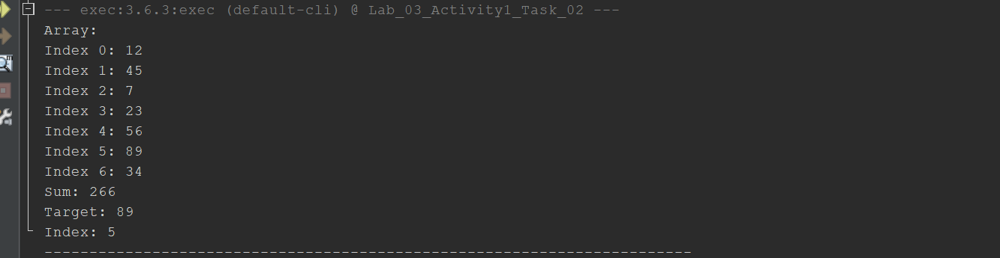 --- exec:3.6.3:exec (default-cli) @ Lab_03_Activity1_Task_02 ---
Array:
Index 0: 12
Index 1: 45
Index 2: 7
Index 3: 23
Index 4: 56
Index 5: 89
Index 6: 34
Sum: 266
Target: 89
Index: 5
------------------------------------------------------------------------